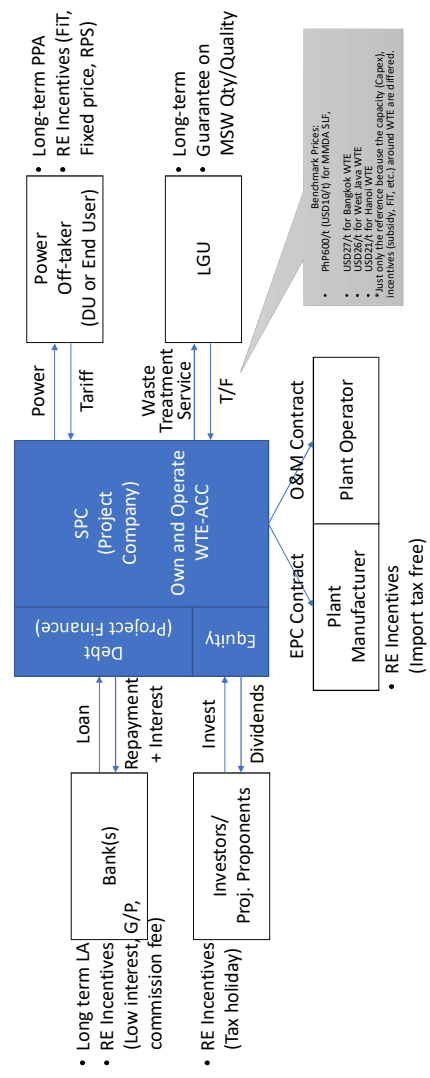 • Long term LA
• RE Incentives
(Low interest, G/P,
commission fee)
Bank(s)
Loan
Repayment
+ Interest
• RE Incentives
(Tax holiday)
Investors/
Proj. Proponents
Invest
Dividends
Debt
(Project Finance)
Equity
SPC
(Project
Company)
Own and Operate
WTE-ACC
Power
Tariff
Power
Off-taker
(DU or End User)
• Long-term PPA
• RE Incentives (FiT,
Fixed price, RPS)
Waste
Treatment
Service
T/F
LGU
• Long-term
• Guarantee on
MSW Qty/Quality
EPC Contract
O&M Contract
Plant
Manufacturer
Plant Operator
• RE Incentives
(Import tax free)
Benchmark Prices:
• PhP600/t (USD10/t) for MMDA SLF,
• USD27/t for Bangkok WTE
• USD26/t for West Java WTE
• USD21/t for Hanoi WTE
*Just only the reference because the capacity (Capex),
incentives (subsidy, FiT, etc.) around WTE are differed.